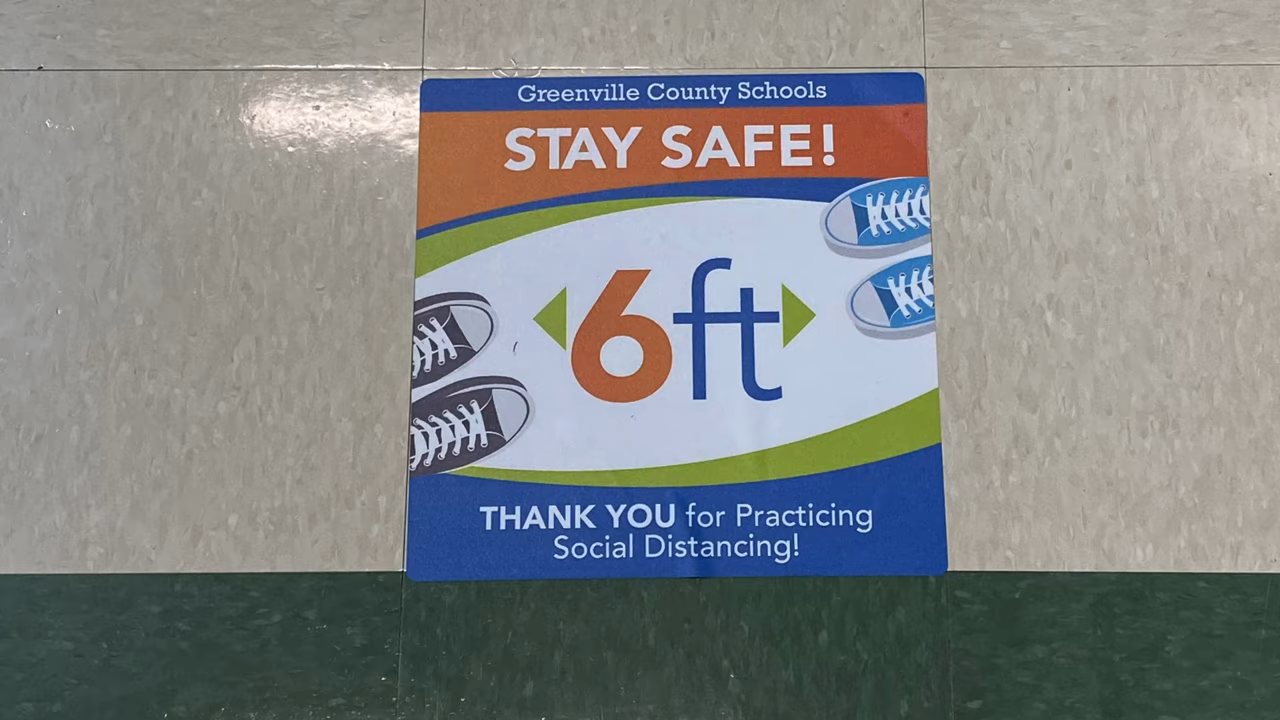 Greenville County Schools
STAY SAFE!
6ft
THANK YOU for Practicing
Social Distancing!